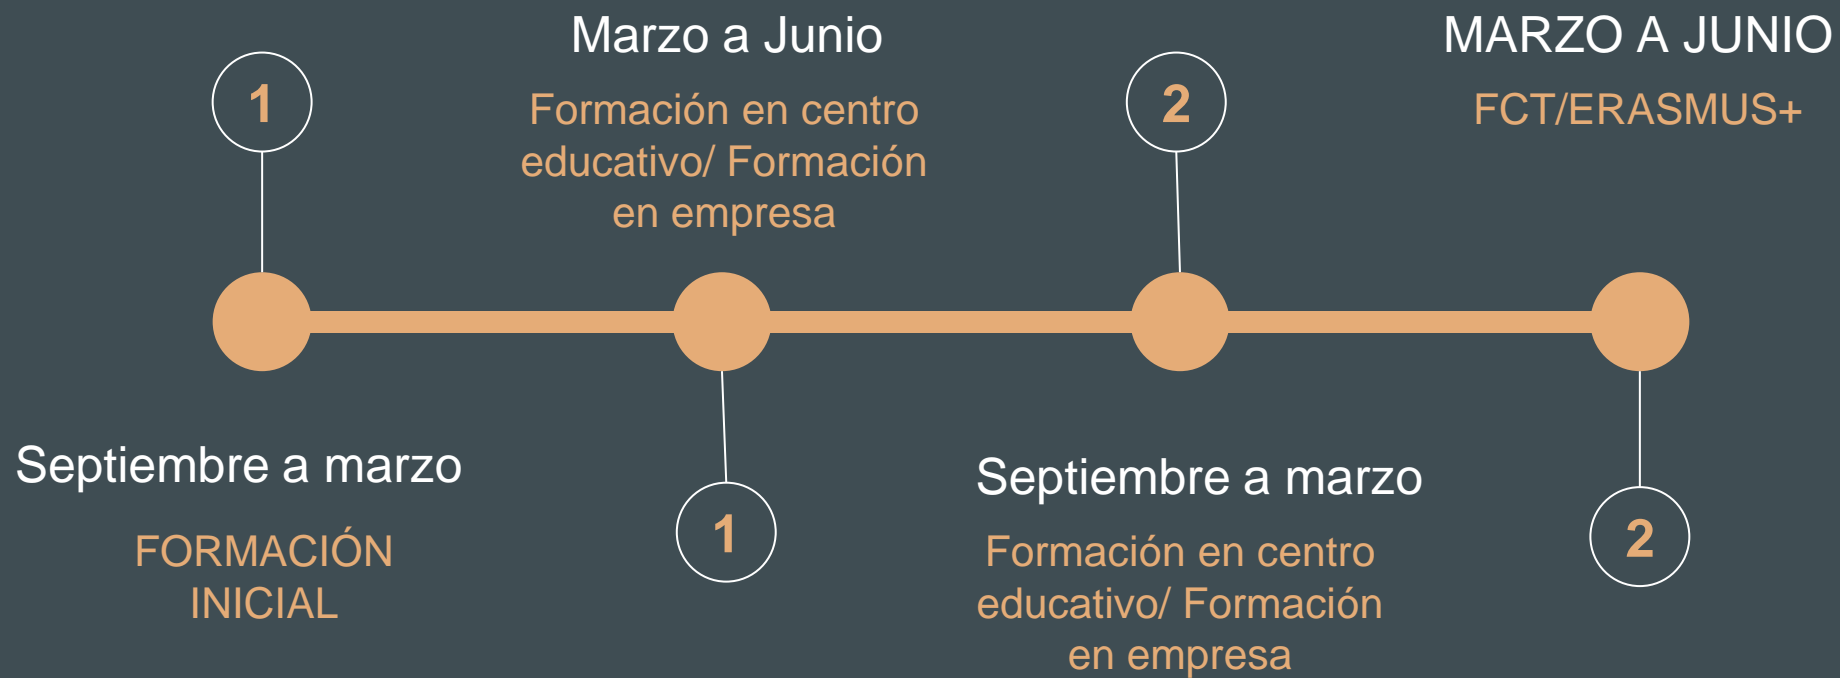 1
Septiembre a marzo
FORMACIÓN
INICIAL
Marzo a Junio
Formación en centro
educativo/ Formación
en empresa
1
2
Septiembre a marzo
Formación en centro
educativo/ Formación
en empresa
MARZO A JUNIO
FCT/ERASMUS+
2